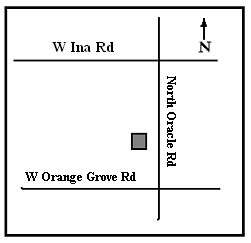 W Ina Rd
N
North Oracle Rd
W Orange Grove Rd